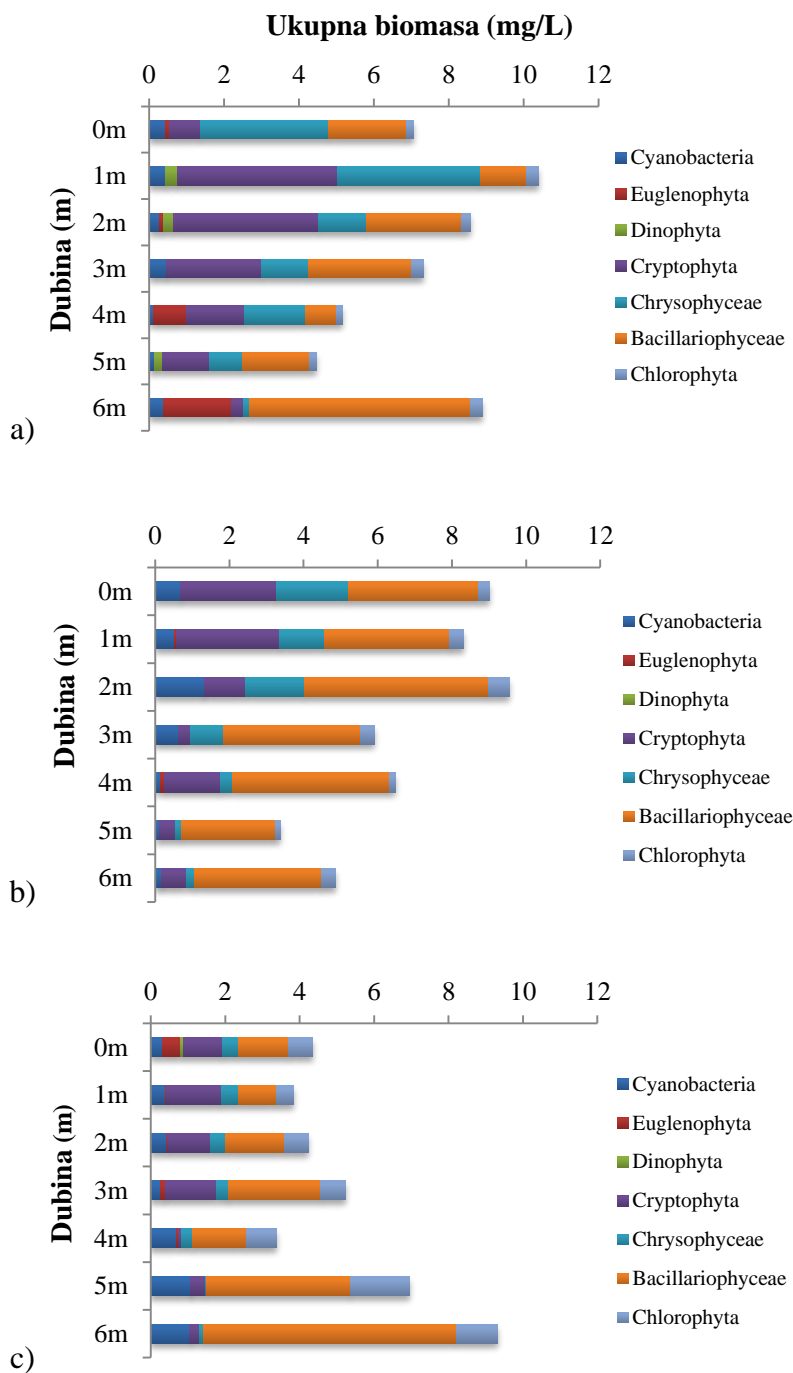 Ukupna biomasa (mg/L)
0 2 4 6 8 10 12
Dubina (m)
0m
1m
2m
3m
4m
5m
6m
Cyanobacteria
Euglenophyta
Dinophyta
Cryptophyta
Chrysophyceae
Bacillariophyceae
Chlorophyta
a)
0 2 4 6 8 10 12
Dubina (m)
0m
1m
2m
3m
4m
5m
6m
Cyanobacteria
Euglenophyta
Dinophyta
Cryptophyta
Chrysophyceae
Bacillariophyceae
Chlorophyta
b)
0 2 4 6 8 10 12
Dubina (m)
0m
1m
2m
3m
4m
5m
6m
Cyanobacteria
Euglenophyta
Dinophyta
Cryptophyta
Chrysophyceae
Bacillariophyceae
Chlorophyta
c)